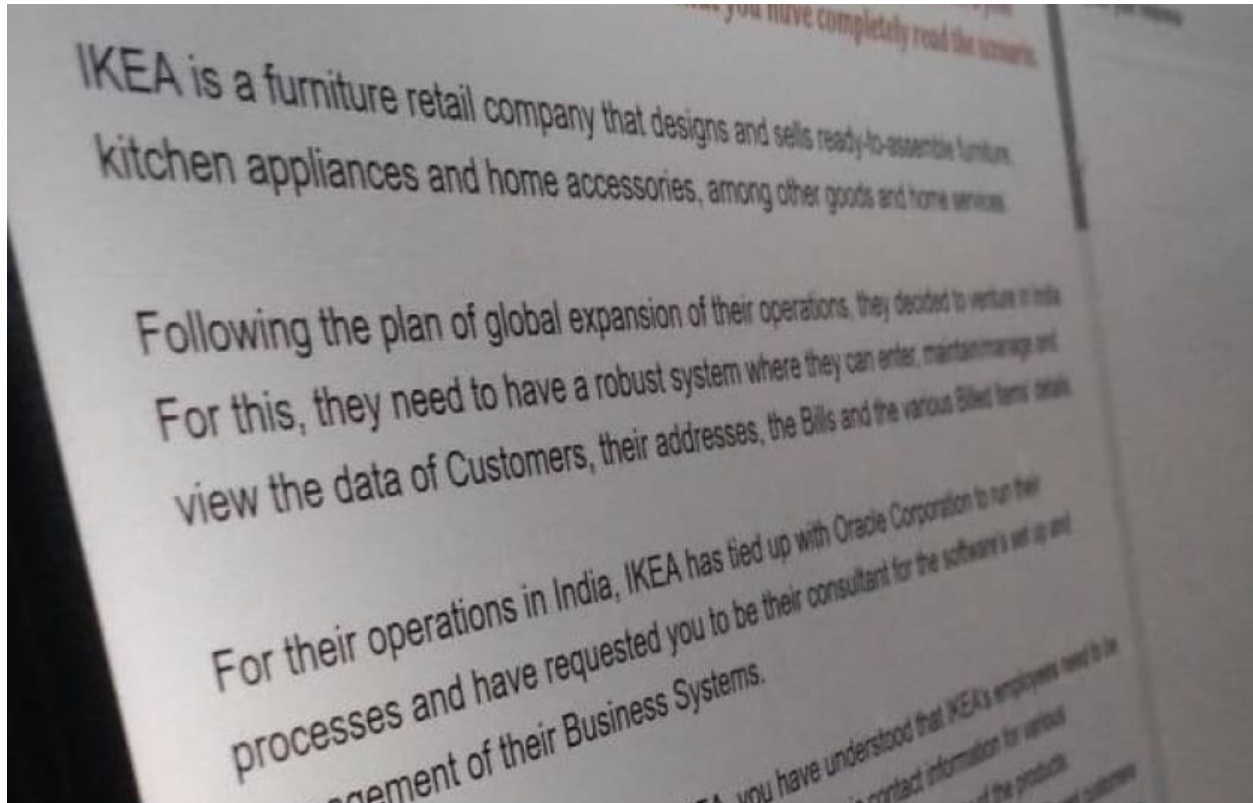 you have completely read the scenario.
IKEA is a furniture retail company that designs and sells ready-to-assemble furniture,
kitchen appliances and home accessories, among other goods and home services.
Following the plan of global expansion of their operations, they decided to venture in India
For this, they need to have a robust system where they can enter, maintain/manage and
view the data of Customers, their addresses, the Bills and the various Billed Items' details.
For their operations in India, IKEA has tied up with Oracle Corporation to run their
processes and have requested you to be their consultant for the software's set up and
of their Business Systems.
you have understood that IKEA's employees need to be
contact information for various
of the products.
customers